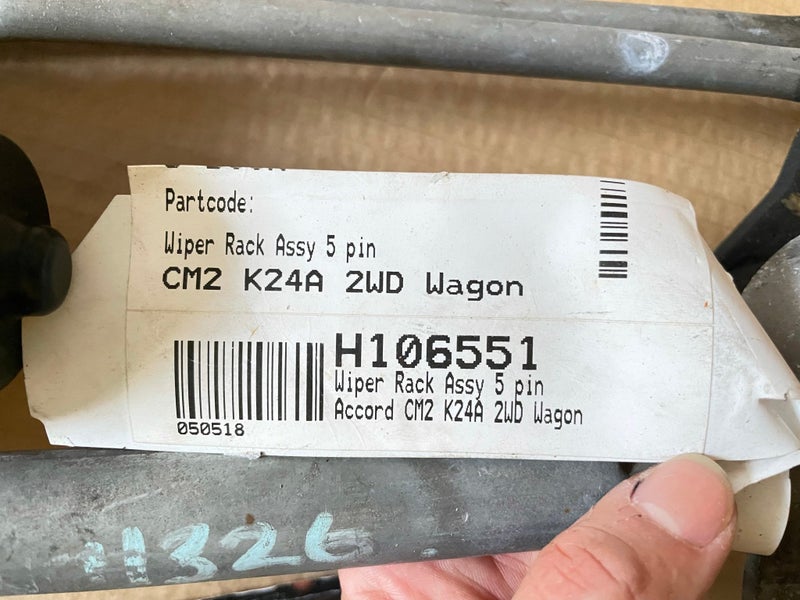 Partcode:
Wiper Rack Assy 5 pin
CM2 K24A 2WD Wagon
H106551
Wiper Rack Assy 5 pin
Accord CM2 K24A 2WD Wagon
050518